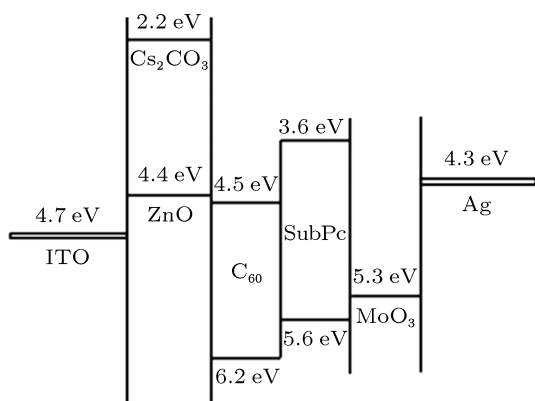 2.2 eV
Cs₂CO₃
3.6 eV
4.4 eV
4.5 eV
4.3 eV
4.7 eV
ZnO
Ag
ITO
SubPc
C₆₀
5.3 eV
MoO₃
5.6 eV
6.2 eV